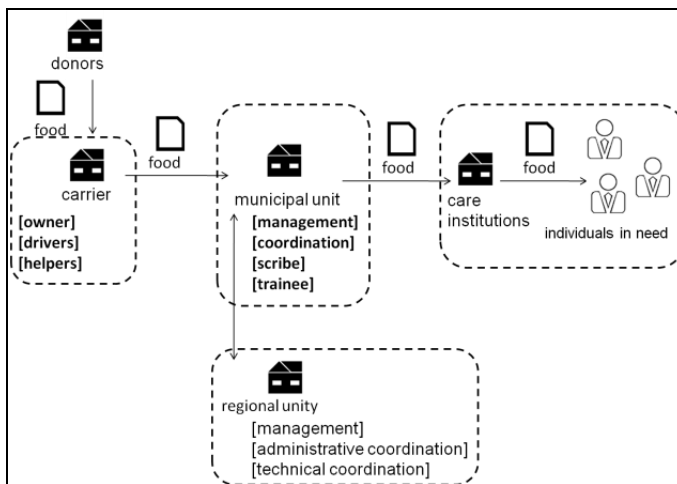 donors
food
carrier
[owner]
[drivers]
[helpers]
food
municipal unit
[management]
[coordination]
[scribe]
[trainee]
food
care
institutions
food
individuals in need
regional unity
[management]
[administrative coordination]
[technical coordination]